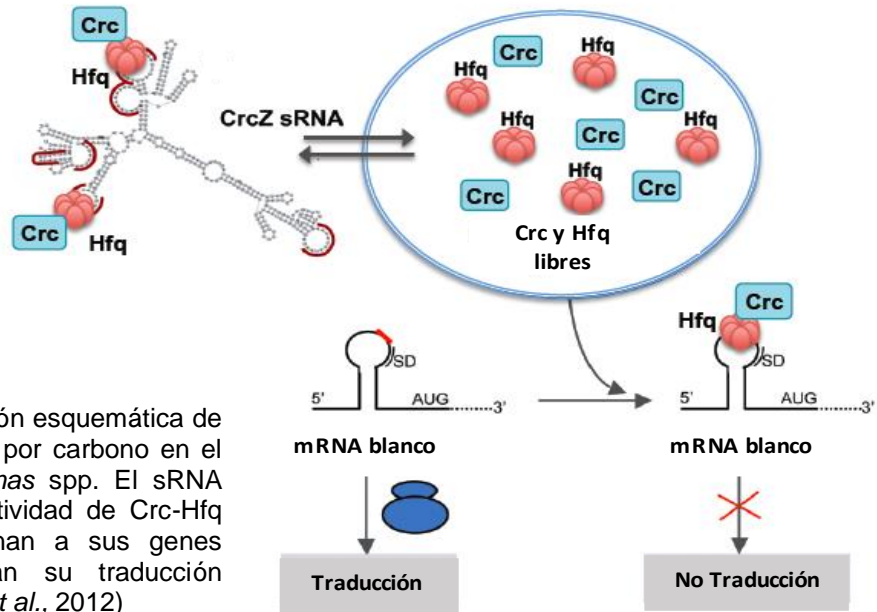 Crc
Hfq
CrcZ sRNA
Crc
Hfq
Hfq
Crc
Hfq
Crc
Hfq
Hfq
Crc
Hfq
Crc
Crc
Crc y Hfq
libres
SD
5'
AUG
3'
mRNA blanco
Traducción
Crc
Hfq
SD
5'
AUG
3'
mRNA blanco
No Traducción
ón esquemática de
por carbono en el
nas spp. El sRNA
tividad de Crc-Hfq
nan a sus genes
an su traducción
et al., 2012)